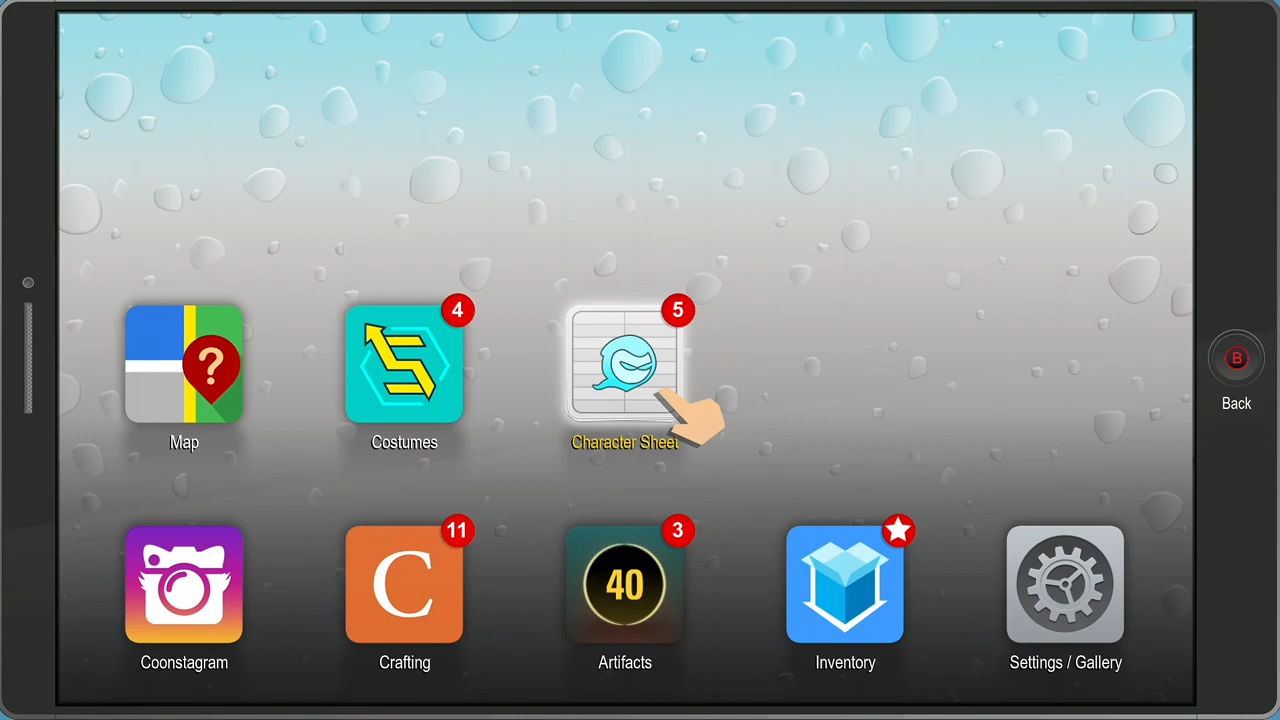 4
5
?
B
Back
Map
Costumes
Character Sheet
11
3
C
40
Coonstagram
Crafting
Artifacts
Inventory
Settings / Gallery